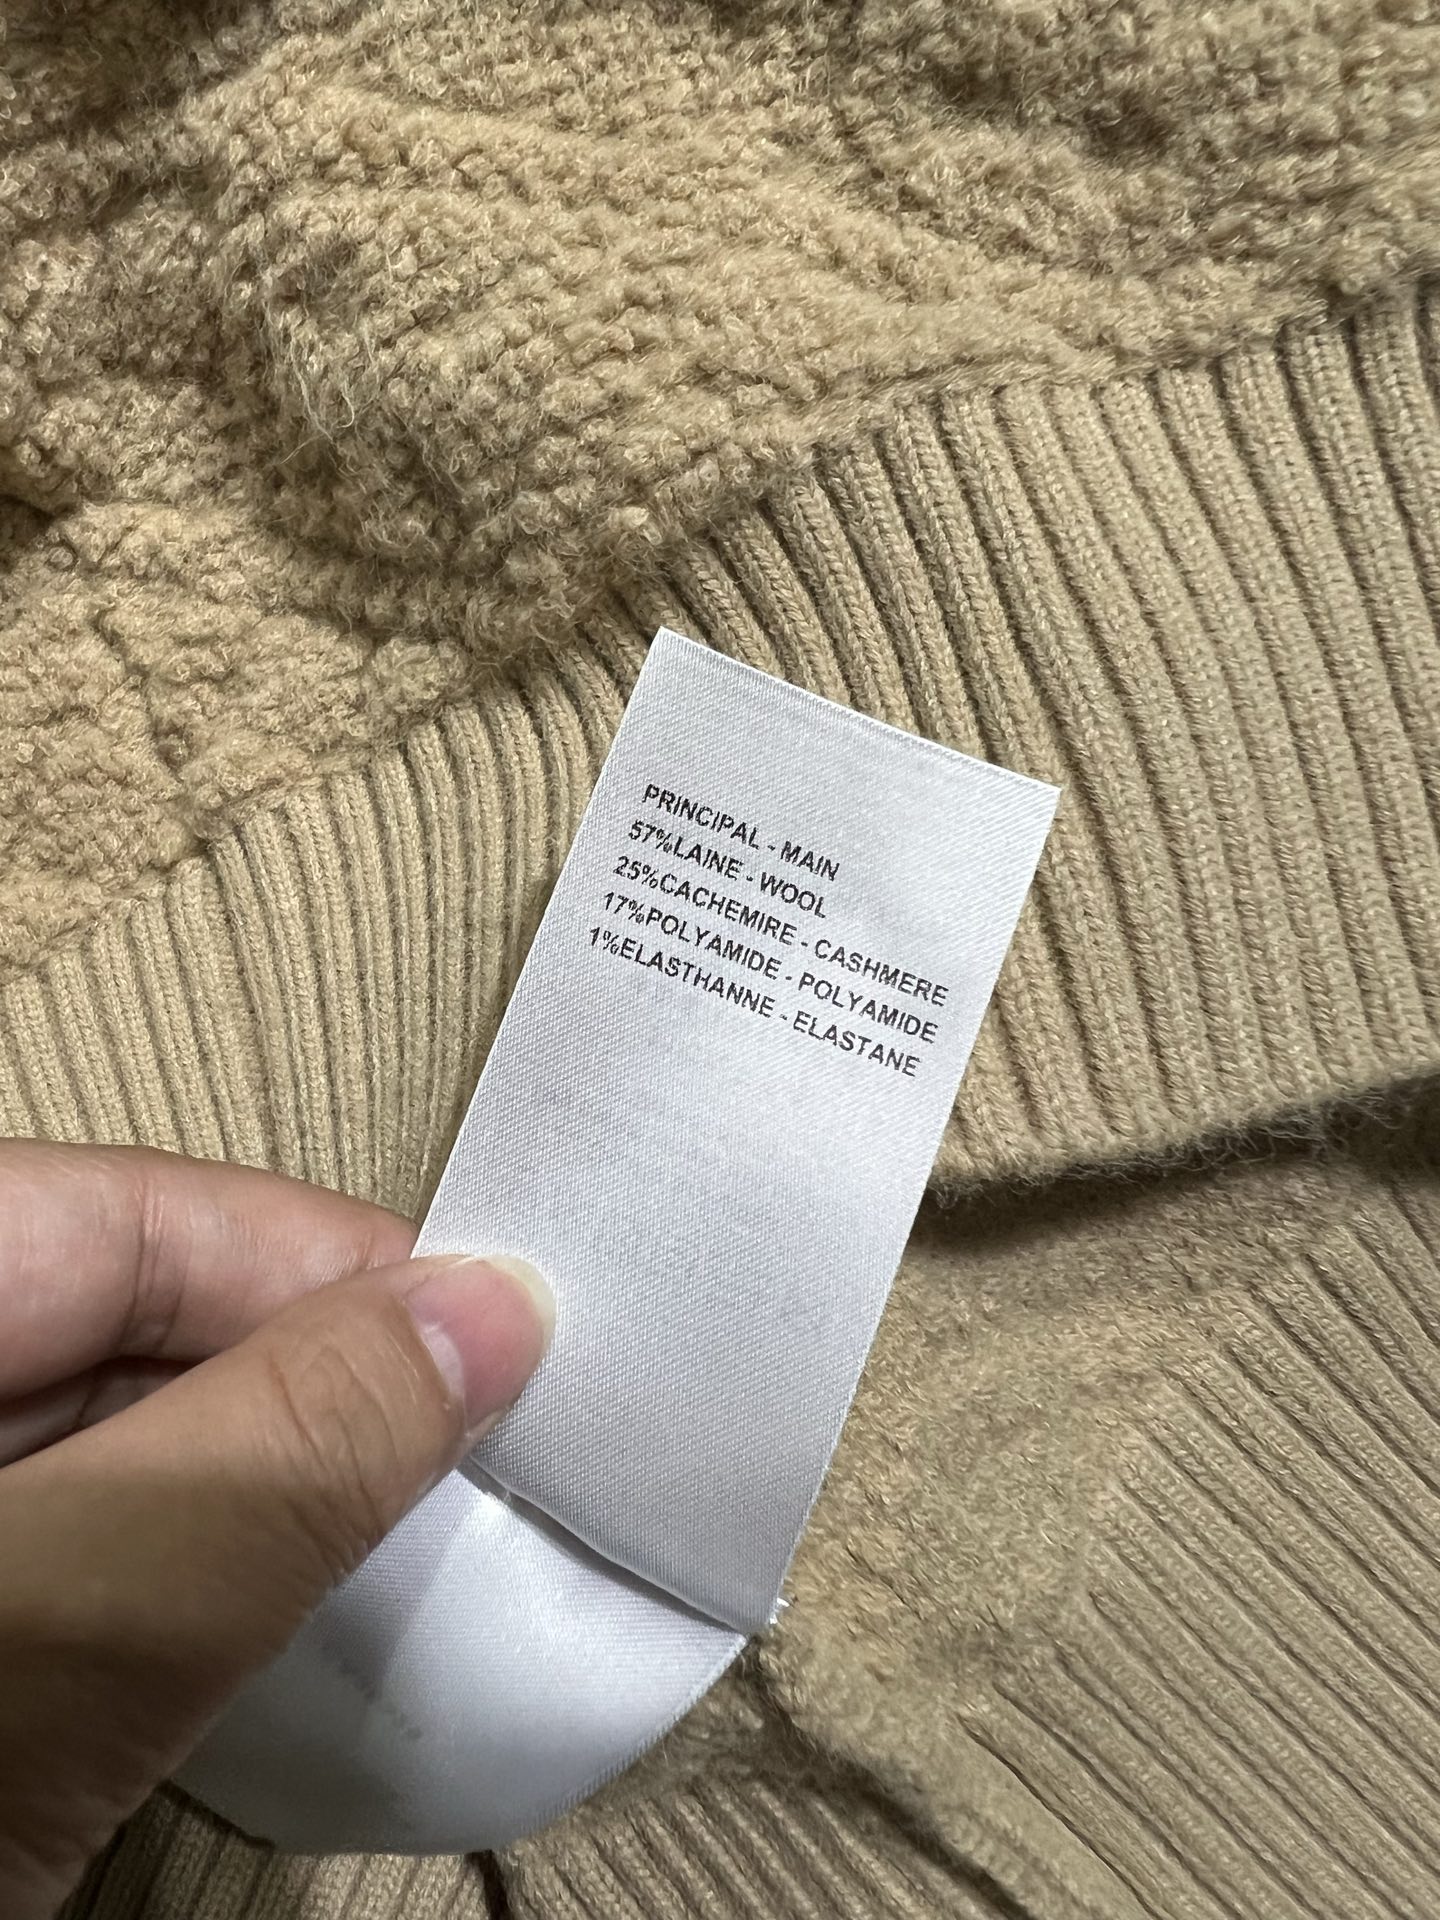 PRINCIPAL - MAIN
57%LAINE - WOOL
25%CACHEMIRE - CASHMERE
17%POLYAMIDE - POLYAMIDE
1%ELASTHANNE - ELASTANE